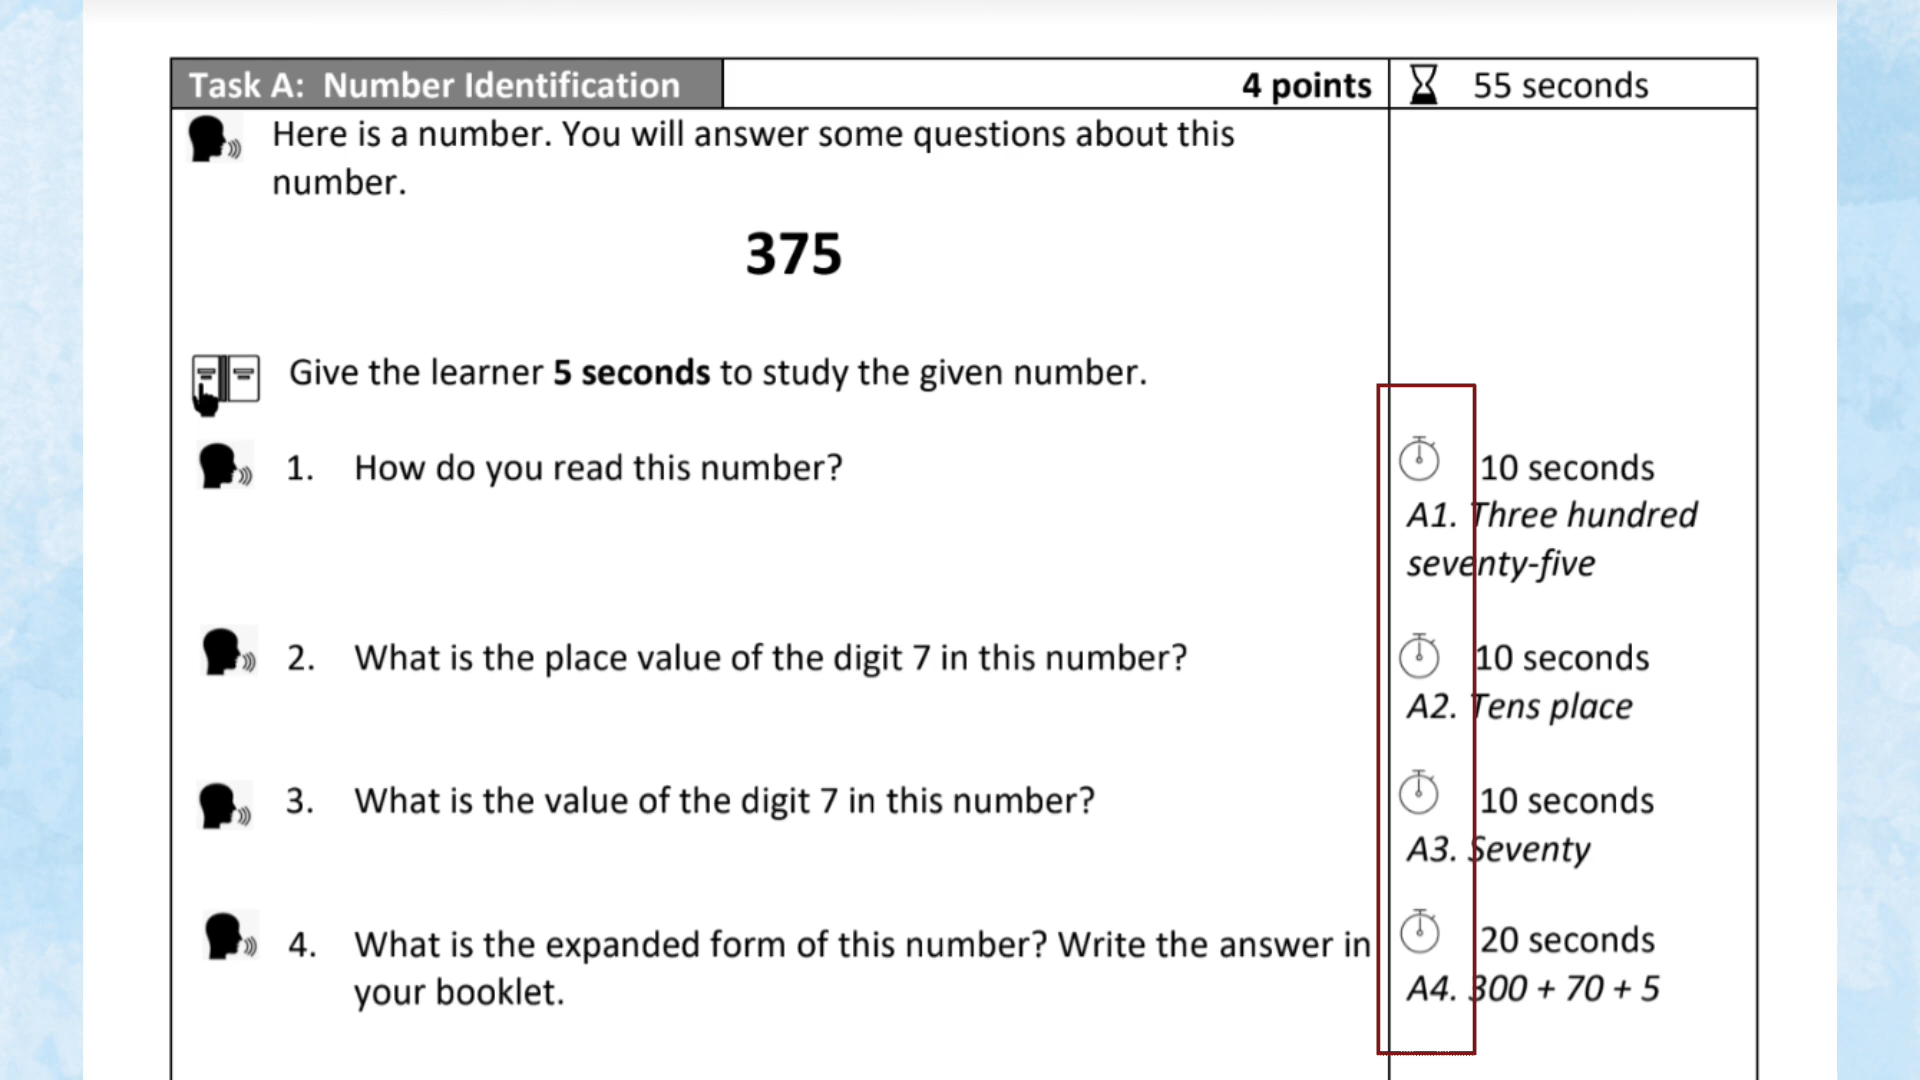 Task A:  Number Identification
4 points
55 seconds
Here is a number. You will answer some questions about this
number.
375
Give the learner 5 seconds to study the given number.
1. How do you read this number?
10 seconds
A1. Three hundred
seventy-five
2. What is the place value of the digit 7 in this number?
10 seconds
A2. Tens place
3. What is the value of the digit 7 in this number?
10 seconds
A3. Seventy
4. What is the expanded form of this number? Write the answer in
your booklet.
20 seconds
A4. 300 + 70 + 5